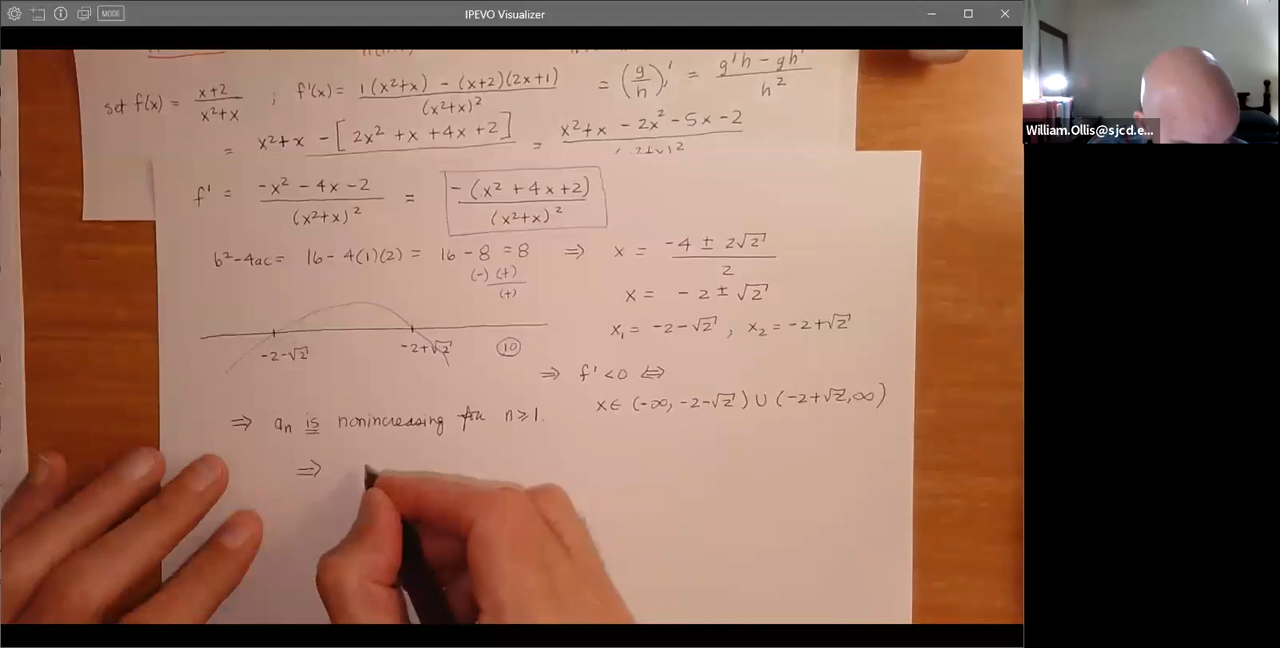 IPEVO Visualizer
MODE
set f(x) = x+2 / x²+x ; f'(x) = 1(x²+x) - (x+2)(2x+1) / (x²+x)² = (g/h)' = g'h - gh' / h²
= x²+x - [2x² + x + 4x + 2] = x²+x - 2x² - 5x - 2
f' = -x² - 4x - 2 / (x²+x)² = -(x² + 4x + 2) / (x²+x)²
b²-4ac = 16 - 4(1)(2) = 16 - 8 = 8 ⇒ x = -4 ± 2√2 / 2
(-)(+) / (+)
x = -2 ± √2
x₁ = -2-√2, x₂ = -2+√2
-2-√2 -2+√2 10
⇒ f' < 0 ⇔
x ∈ (-∞, -2-√2) ∪ (-2+√2, ∞)
⇒ aₙ is nonincreasing for n ≥ 1.
⇒
William.Ollis@sjcd.e...